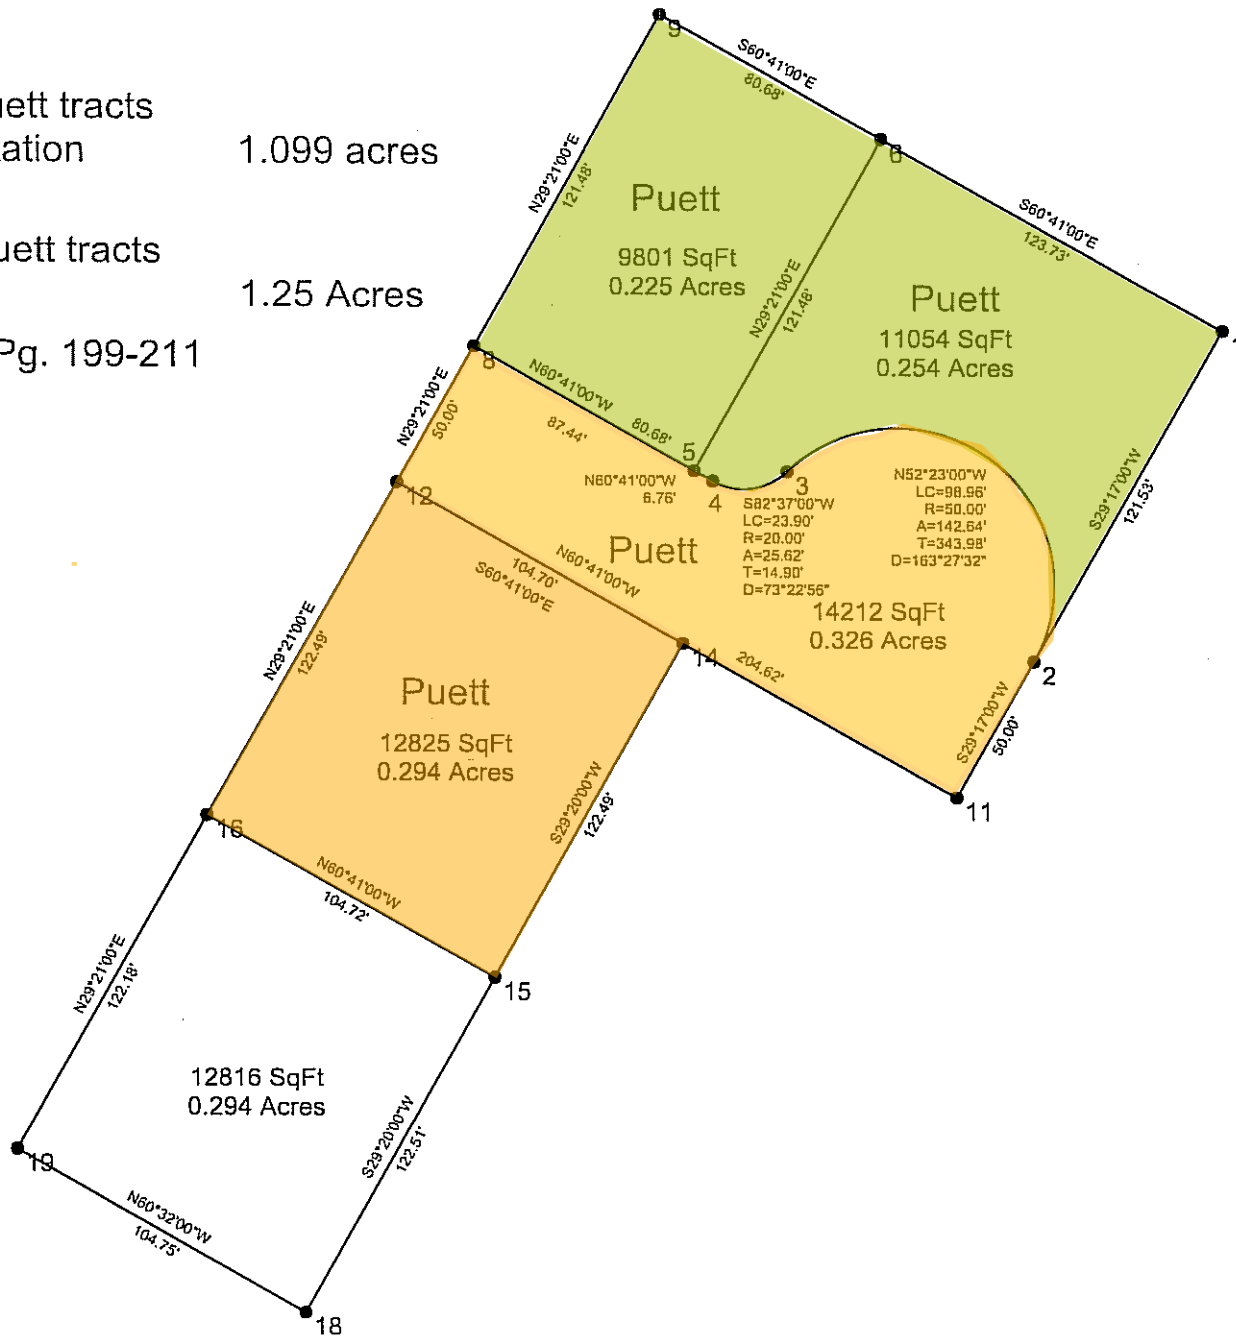 uett tracts
ation 1.099 acres
uett tracts
1.25 Acres
Pg. 199-211
9
S60°41'00"E
80.68'
6
N29°21'00"E
121.48'
Puett
9801 SqFt
0.225 Acres
S60°41'00"E
123.73'
N29°21'00"E
121.48'
Puett
11054 SqFt
0.254 Acres
8
N60°41'00"W
80.68'
87.44'
N29°21'00"E
50.00'
5
N60°41'00"W
6.76'
4
3
S82°37'00"W
LC=23.90'
R=20.00'
A=25.62'
T=14.90'
D=73°22'56"
N52°23'00"W
LC=98.96'
R=50.00'
A=142.64'
T=343.98'
D=163°27'32"
S29°17'00"W
121.53'
12
Puett
14212 SqFt
0.326 Acres
N60°41'00"W
104.70'
S60°41'00"E
14
204.62'
2
S29°17'00"W
50.00'
11
N29°21'00"E
122.49'
Puett
12825 SqFt
0.294 Acres
S29°20'00"W
122.49'
16
N60°41'00"W
104.72'
15
N29°21'00"E
122.18'
12816 SqFt
0.294 Acres
S29°20'00"W
122.51'
19
N60°32'00"W
104.75'
18